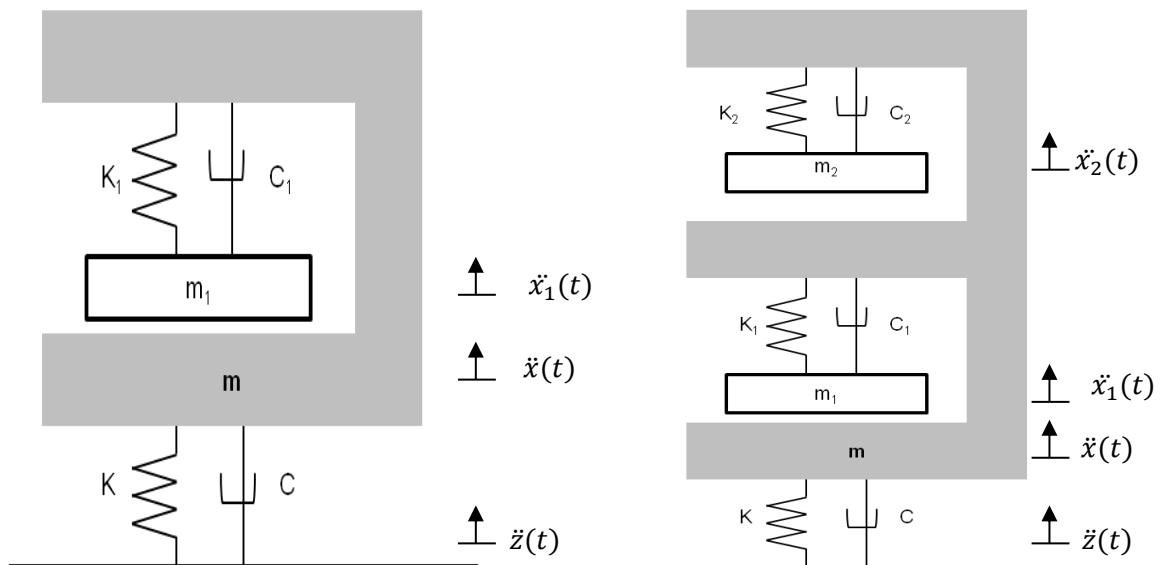 K₁
C₁
m₁
ẍ₁(t)
ẍ(t)
m
K
C
z̈(t)
K₂
C₂
m₂
ẍ₂(t)
K₁
C₁
m₁
ẍ₁(t)
m
ẍ(t)
K
C
z̈(t)